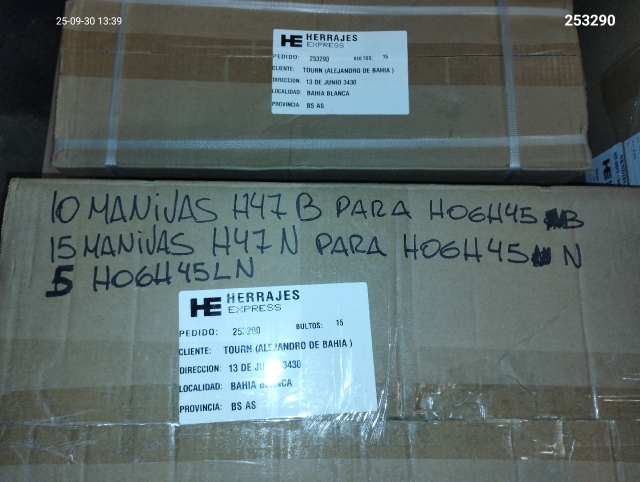 25-09-30 13:39
253290
HE HERRAJES
EXPRESS
PEDIDO: 253290 BULTOS: 15
CLIENTE: TOURN (ALEJANDRO DE BAHIA )
DIRECCION: 13 DE JUNIO 3430
LOCALIDAD: BAHIA BLANCA
PROVINCIA: BS AS
10 MANIJAS H47 B PARA H06H45 B
15 MANIJAS H47 N PARA H06H45 N
5 H06H45LN
HE HERRAJES
EXPRESS
PEDIDO: 253290 BULTOS: 15
CLIENTE: TOURN (ALEJANDRO DE BAHIA )
DIRECCION: 13 DE JUNIO 3430
LOCALIDAD: BAHIA BLANCA
PROVINCIA: BS AS